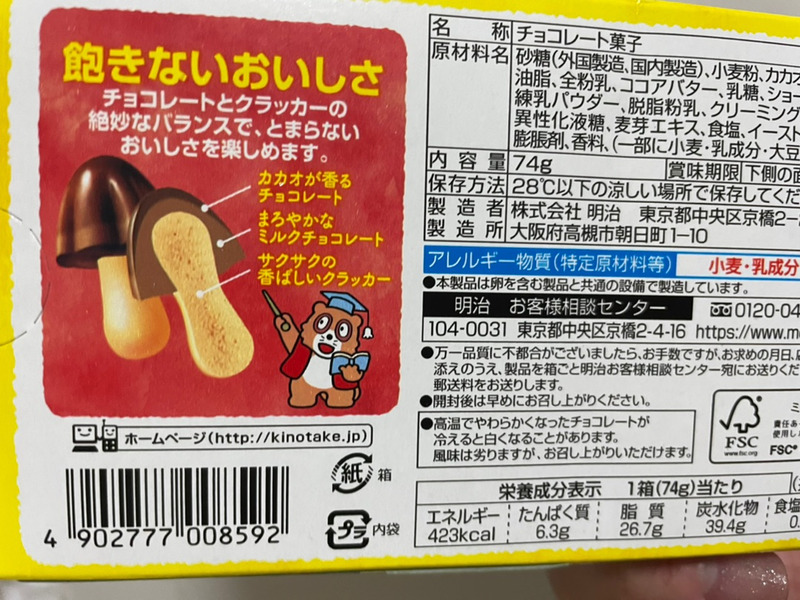 飽きないおいしさ
チョコレートとクラッカーの
絶妙なバランスで、とまらない
おいしさを楽しめます。
カカオが香る
チョコレート
まろやかな
ミルクチョコレート
サクサクの
香ばしいクラッカー
ホームページ(http://kinotake.jp)
4 902777 008592
紙 箱
プラ 内袋
名 称 チョコレート菓子
原材料名 砂糖(外国製造、国内製造)、小麦粉、カカオ
油脂、全粉乳、ココアバター、乳糖、ショー
練乳パウダー、脱脂粉乳、クリーミング
異性化液糖、麦芽エキス、食塩、イースト
膨脹剤、香料、(一部に小麦・乳成分・大豆
内容量 74g 賞味期限 下側の面
保存方法 28℃以下の涼しい場所で保存してくだ
製造者 株式会社 明治 東京都中央区京橋2-
製造所 大阪府高槻市朝日町1-10
アレルギー物質(特定原材料等) 小麦・乳成分
●本製品は卵を含む製品と共通の設備で製造しています。
明治 お客様相談センター 0120-04
104-0031 東京都中央区京橋2-4-16 https://www.m
●万一品質に不都合がございましたら、お手数ですが、お求めの月日、
添えのうえ、製品を箱ごと明治お客様相談センター宛にお送りくだ
郵送料をお送りします。
●開封後は早めにお召し上がりください。
●高温でやわらかくなったチョコレートが
冷えると白くなることがあります。
風味は劣りますが、お召し上がりいただけます。
FSC
www.fsc.org
ミ
責任あ
使用し
FSC®
栄養成分表示 1箱(74g)当たり
エネルギー たんぱく質 脂質 炭水化物 食塩
423kcal 6.3g 26.7g 39.4g 0.